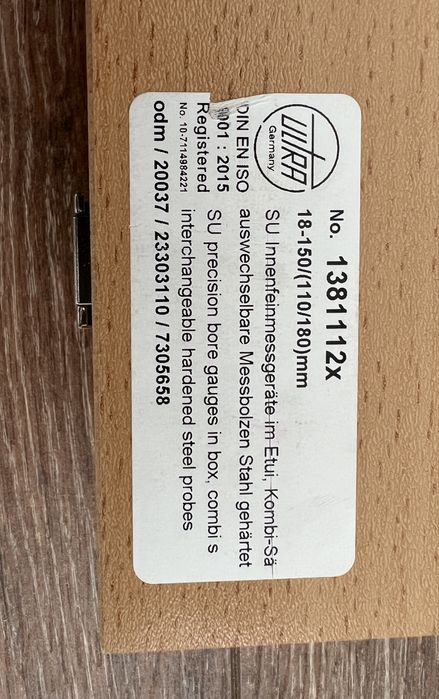 ULTRA
Germany
DIN EN ISO
9001 : 2015
Registered
No. 10-7114984221
No. 1381112x
18-150/(110/180)mm
SU Innenfeinmessgeräte im Etui, Kombi-Sä
auswechselbare Messbolzen Stahl gehärtet
SU precision bore gauges in box, combi s
interchangeable hardened steel probes
odm / 20037 / 23303110 / 7305658